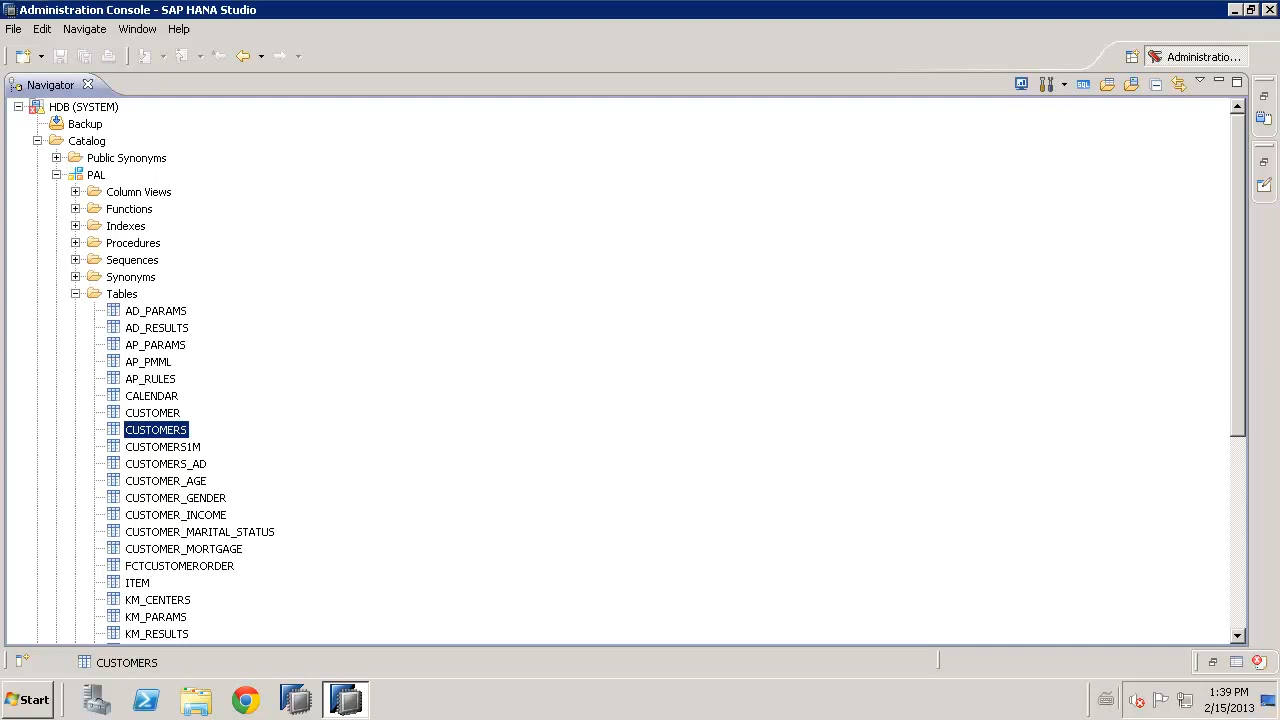 Administration Console - SAP HANA Studio
File Edit Navigate Window Help
Administratio...
Navigator
SQL
HDB (SYSTEM)
Backup
Catalog
Public Synonyms
PAL
Column Views
Functions
Indexes
Procedures
Sequences
Synonyms
Tables
AD_PARAMS
AD_RESULTS
AP_PARAMS
AP_PMML
AP_RULES
CALENDAR
CUSTOMER
CUSTOMERS
CUSTOMERS1M
CUSTOMERS_AD
CUSTOMER_AGE
CUSTOMER_GENDER
CUSTOMER_INCOME
CUSTOMER_MARITAL_STATUS
CUSTOMER_MORTGAGE
FCTCUSTOMERORDER
ITEM
KM_CENTERS
KM_PARAMS
KM_RESULTS
CUSTOMERS
Start
1:39 PM
2/15/2013